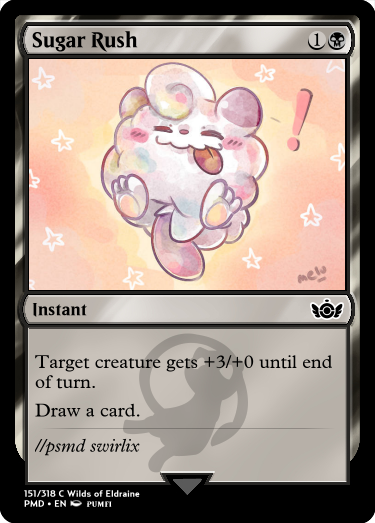 Sugar Rush 1
!
melu
Instant
Target creature gets +3/+0 until end
of turn.
Draw a card.
//psmd swirlix
151/318 C Wilds of Eldraine
PMD • EN PUMTI